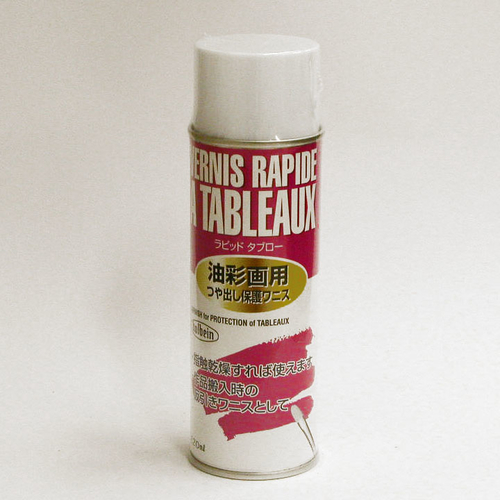 VERNIS RAPIDE
A TABLEAUX
ラピッド タブロー
油彩画用
つや出し保護ワニス
for PROTECTION of TABLEAUX
指触乾燥すれば使えます
品搬入時の
引きワニスとして